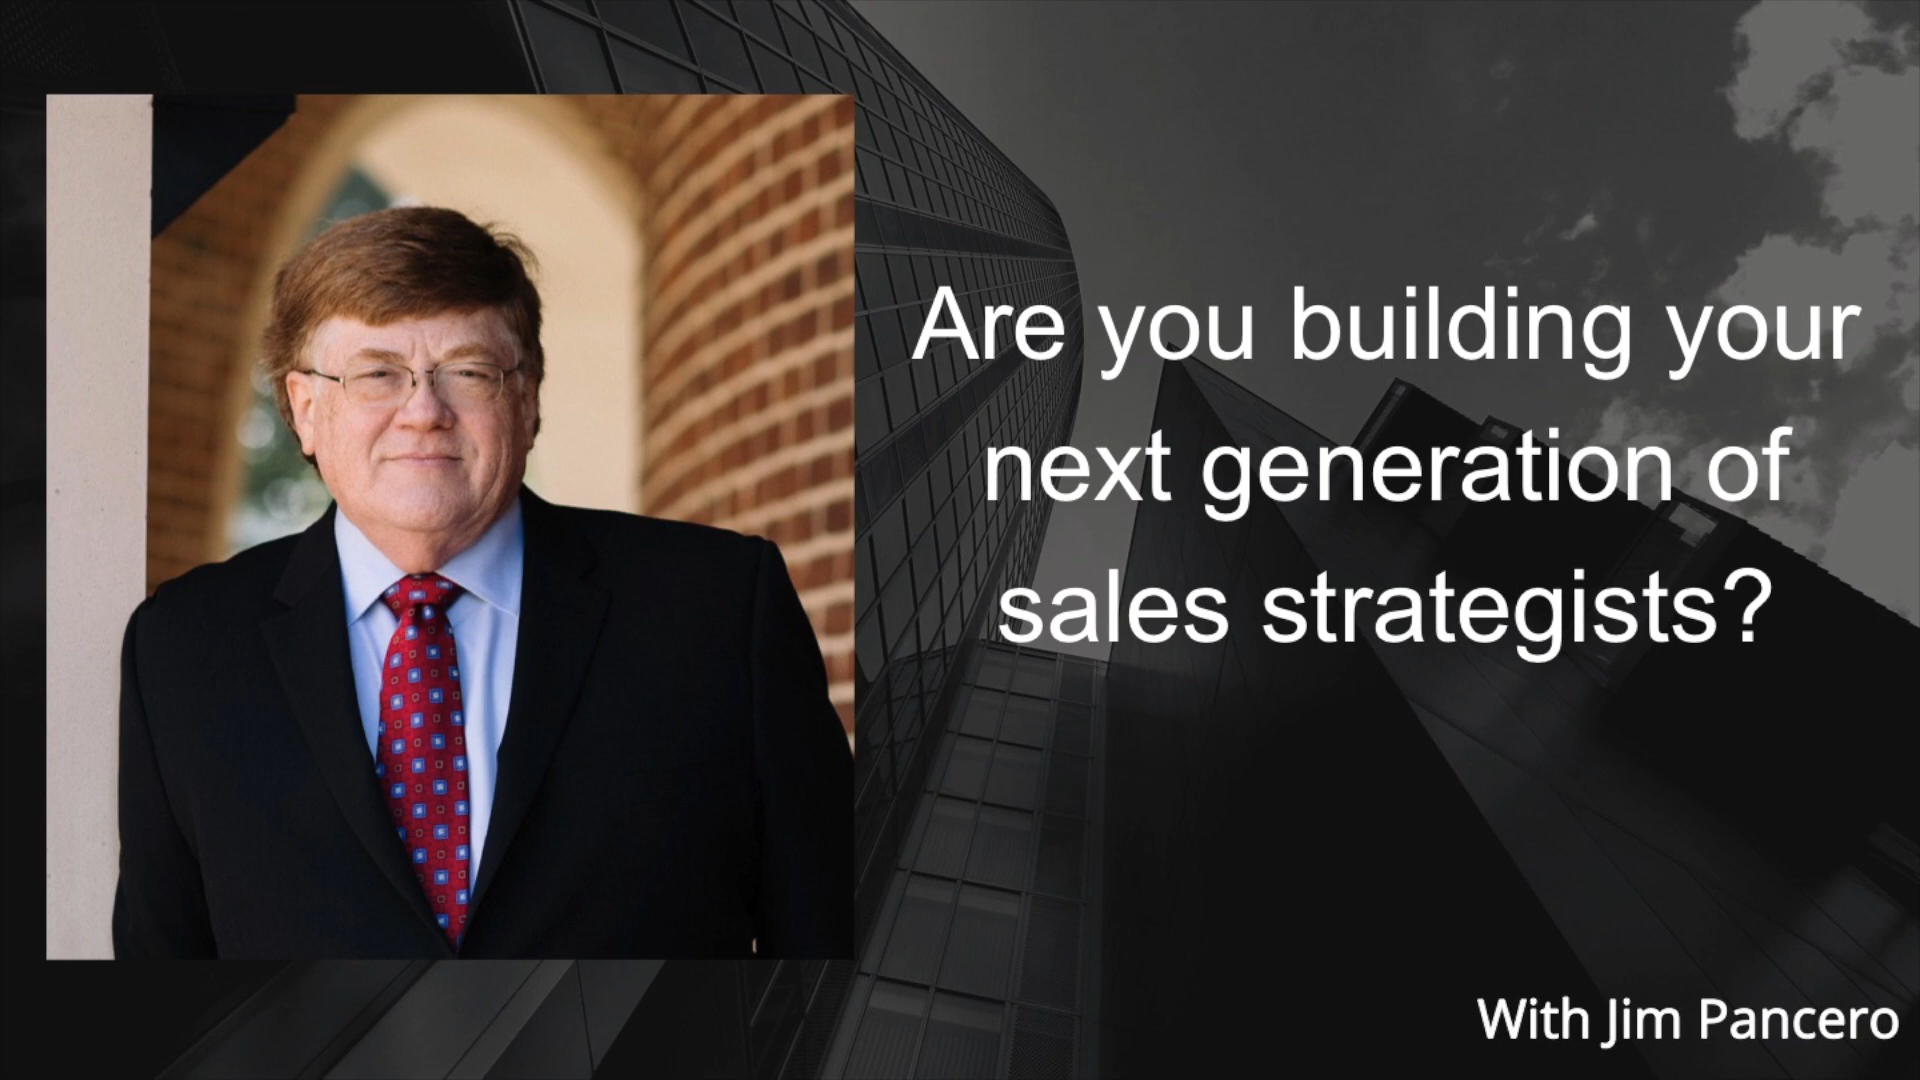 Are you building your
next generation of
sales strategists?
With Jim Pancero